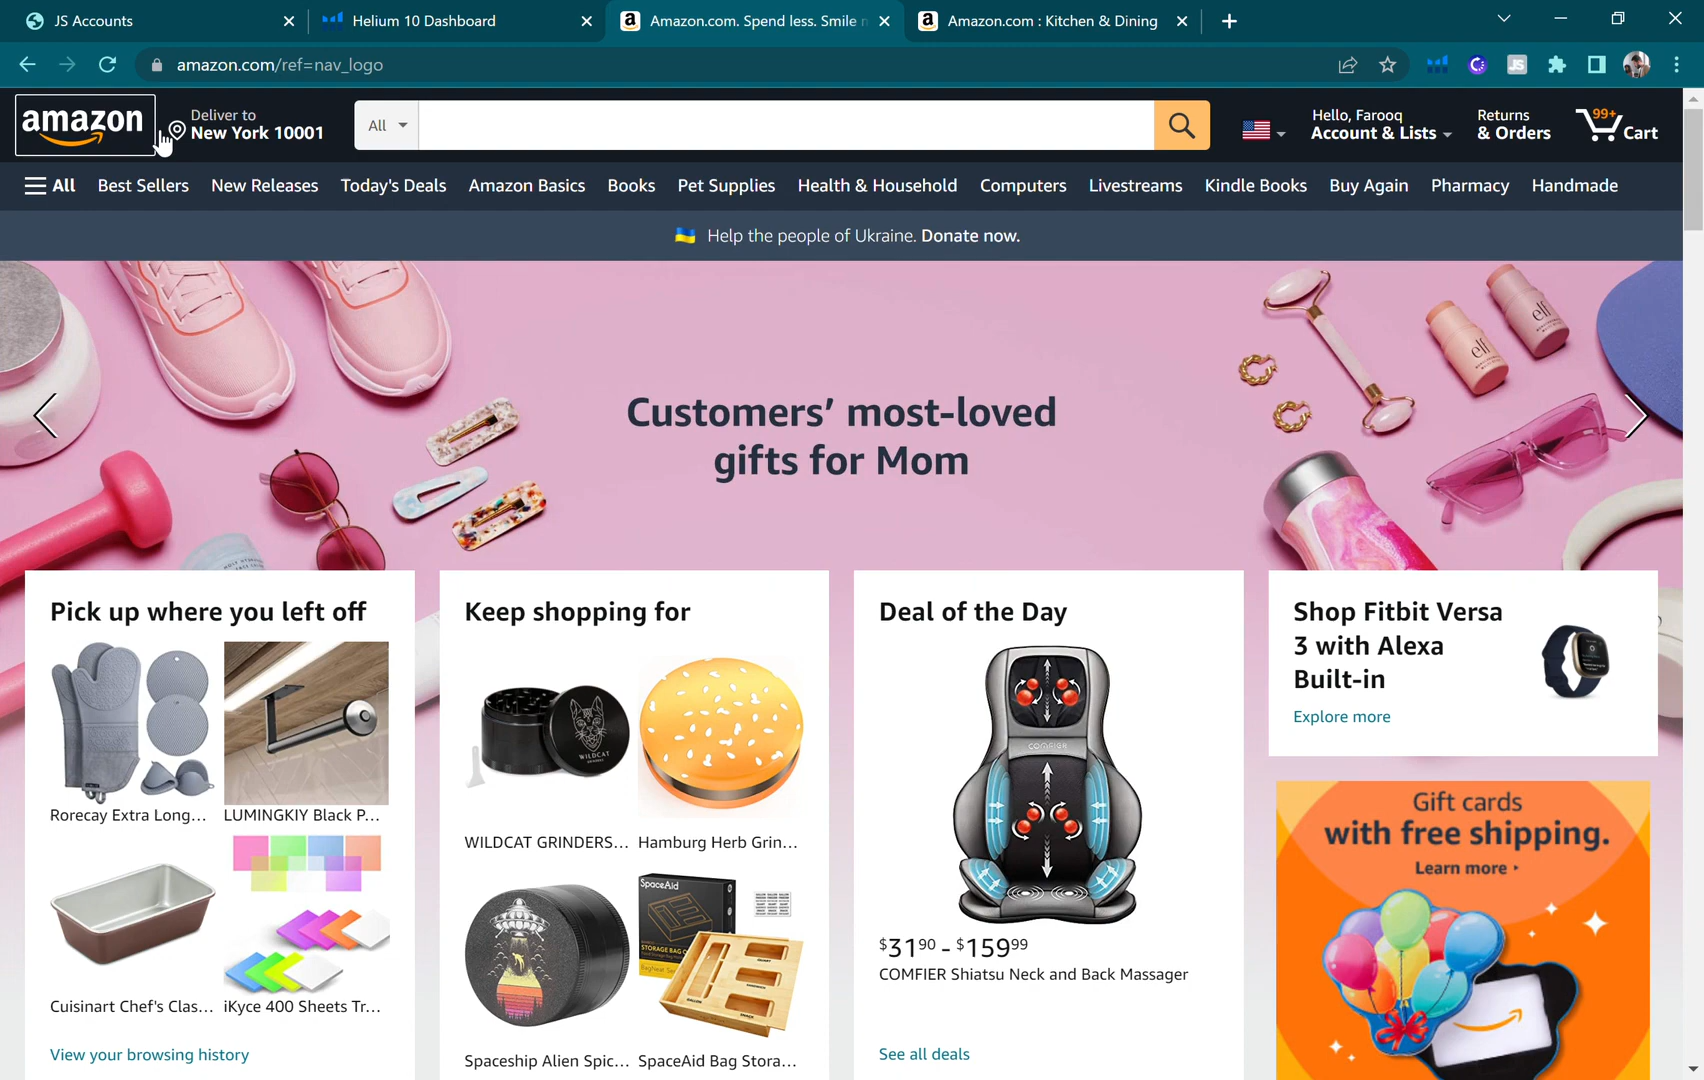 JS Accounts
Helium 10 Dashboard
Amazon.com. Spend less. Smile
Amazon.com : Kitchen & Dining
amazon.com/ref=nav_logo
JS
amazon
Deliver to
New York 10001
All
Hello, Farooq
Account & Lists
Returns
& Orders
99+
Cart
All
Best Sellers
New Releases
Today's Deals
Amazon Basics
Books
Pet Supplies
Health & Household
Computers
Livestreams
Kindle Books
Buy Again
Pharmacy
Handmade
Help the people of Ukraine. Donate now.
Customers’ most-loved
gifts for Mom
elf
elf
Pick up where you left off
Rorecay Extra Long...
LUMINGKIY Black P...
Cuisinart Chef's Clas...
iKyce 400 Sheets Tr...
View your browsing history
Keep shopping for
WILDCAT
WILDCAT GRINDERS...
Hamburg Herb Grin...
SpaceAid
STORAGE BAG
Spaceship Alien Spic...
SpaceAid Bag Stora...
Deal of the Day
COMFIER
$31.90 - $159.99
COMFIER Shiatsu Neck and Back Massager
See all deals
Shop Fitbit Versa
3 with Alexa
Built-in
Explore more
Gift cards
with free shipping.
Learn more